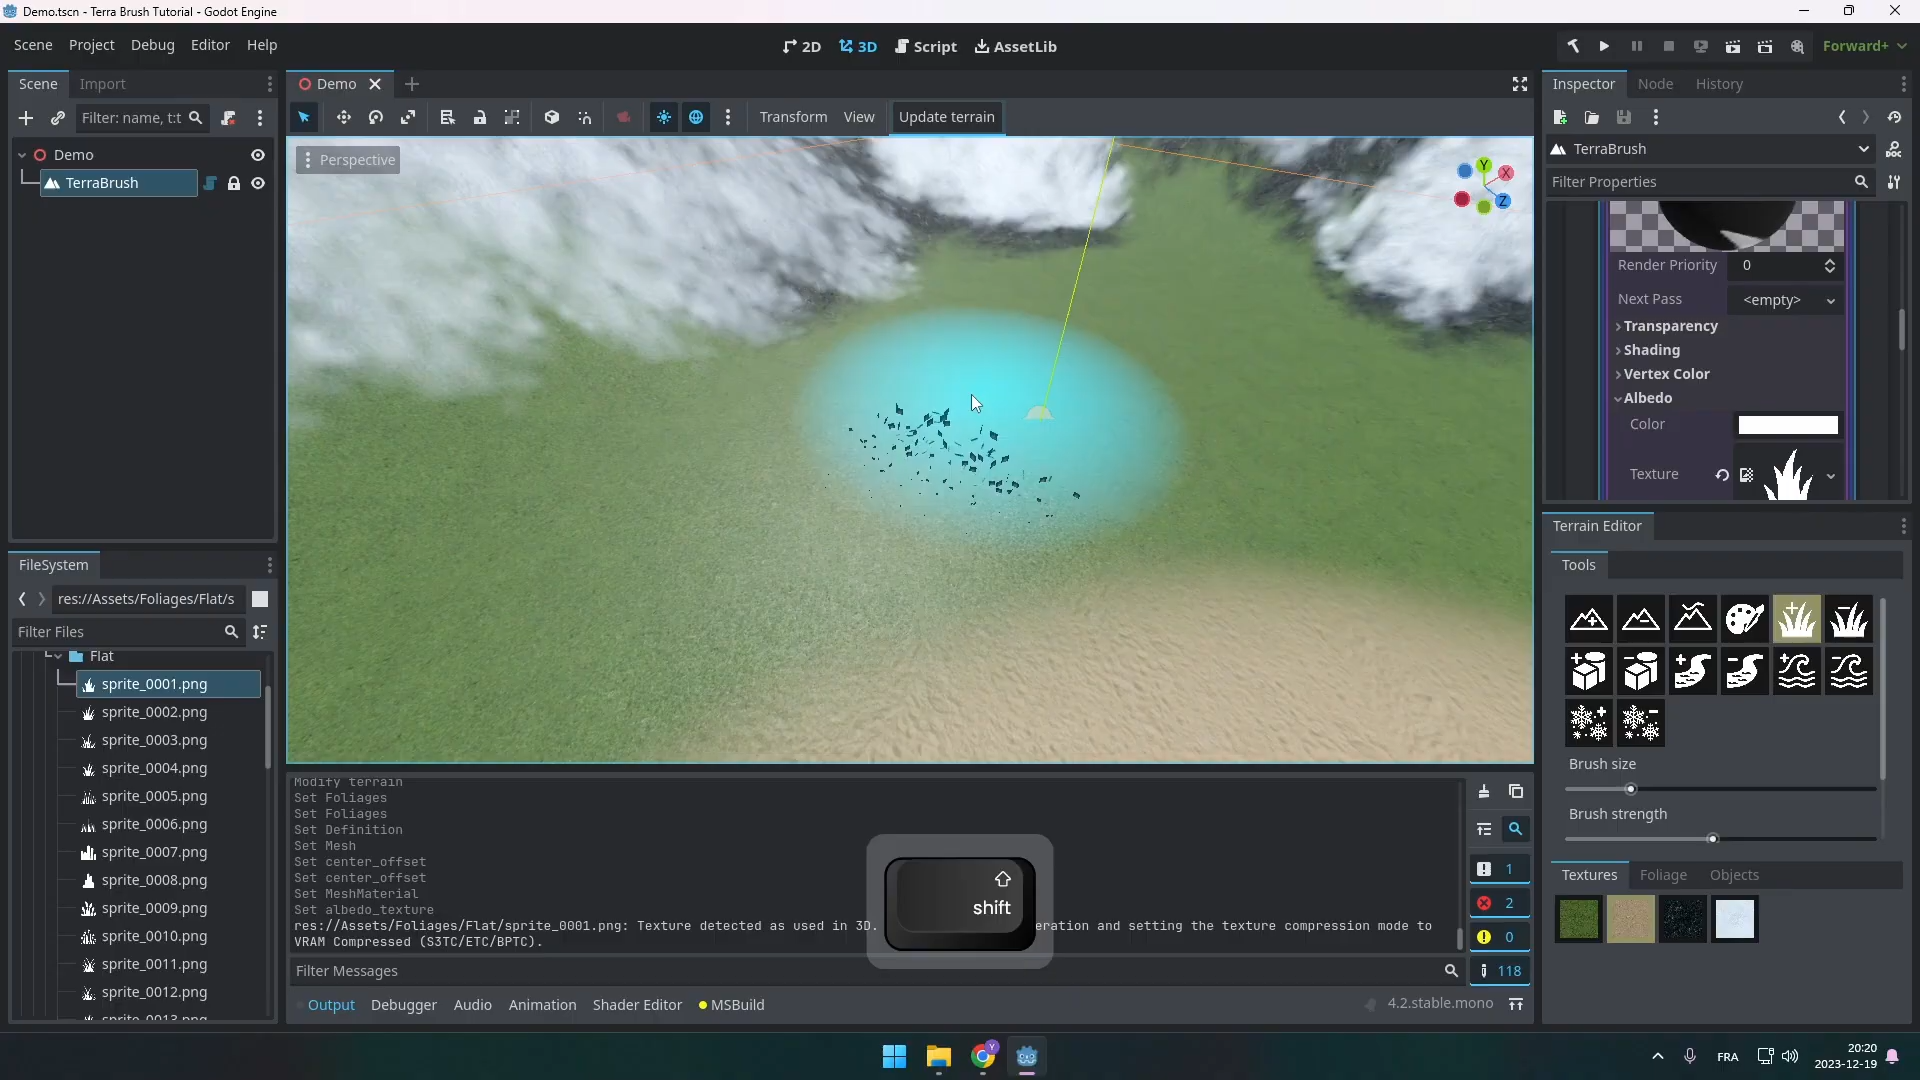 Demo.tscn - Terra Brush Tutorial - Godot Engine
Scene Project Debug Editor Help
2D 3D Script AssetLib
Forward+
Scene Import
Filter: name, t:t
Demo
TerraBrush
Demo
Transform View Update terrain
Perspective
Y
X
Z
Inspector Node History
TerraBrush
DOC
Filter Properties
Render Priority 0
Next Pass <empty>
Transparency
Shading
Vertex Color
Albedo
Color
Texture
FileSystem
res://Assets/Foliages/Flat/s
Filter Files
Flat
sprite_0001.png
sprite_0002.png
sprite_0003.png
sprite_0004.png
sprite_0005.png
sprite_0006.png
sprite_0007.png
sprite_0008.png
sprite_0009.png
sprite_0010.png
sprite_0011.png
sprite_0012.png
sprite_0013.png
Modify terrain
Set Foliages
Set Foliages
Set Definition
Set Mesh
Set center_offset
Set center_offset
Set MeshMaterial
Set albedo_texture
res://Assets/Foliages/Flat/sprite_0001.png: Texture detected as used in 3D. eration and setting the texture compression mode to
VRAM Compressed (S3TC/ETC/BPTC).
shift
1
2
0
118
Filter Messages
Output Debugger Audio Animation Shader Editor MSBuild
4.2.stable.mono
Terrain Editor
Tools
Brush size
Brush strength
Textures Foliage Objects
Y
FRA
20:20
2023-12-19